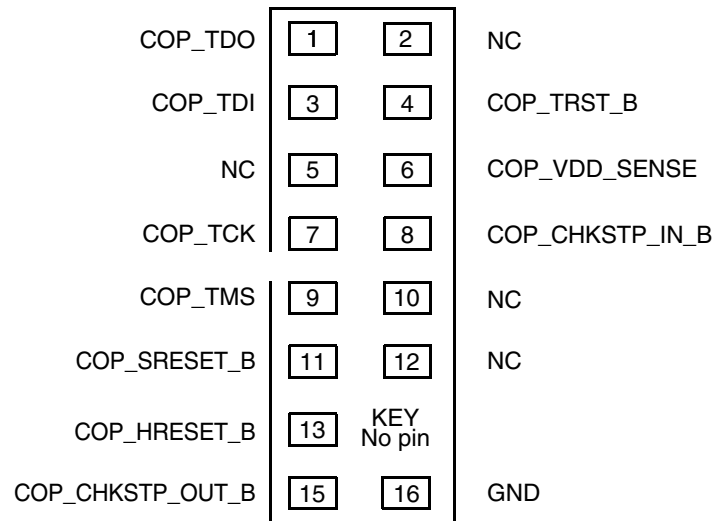 COP_TDO 1 2 NC
COP_TDI 3 4 COP_TRST_B
NC 5 6 COP_VDD_SENSE
COP_TCK 7 8 COP_CHKSTP_IN_B
COP_TMS 9 10 NC
COP_SRESET_B 11 12 NC
COP_HRESET_B 13 KEY
No pin
COP_CHKSTP_OUT_B 15 16 GND